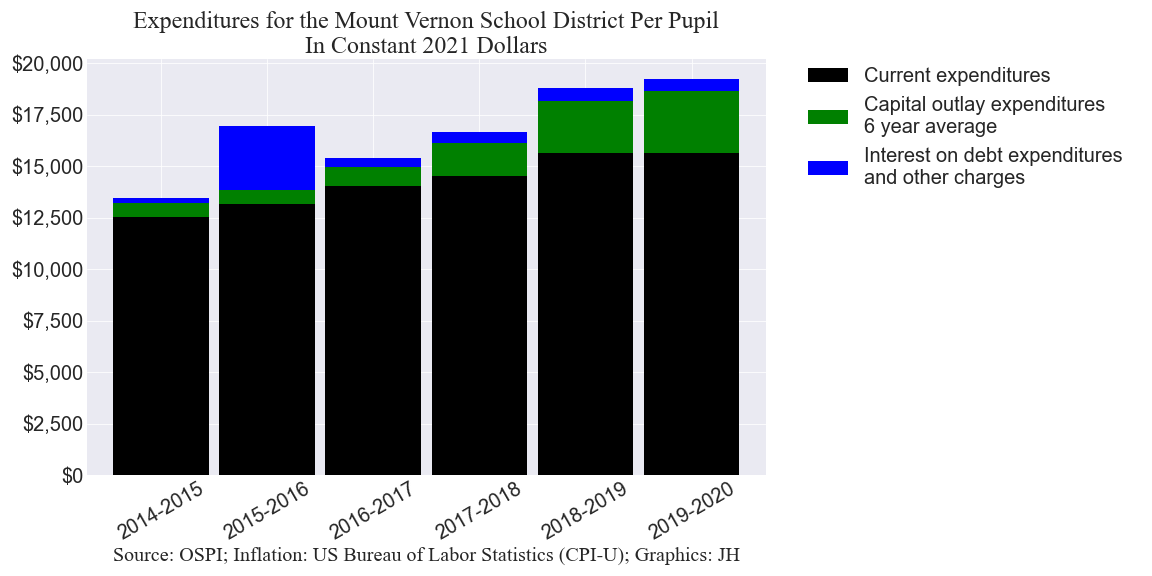 Expenditures for the Mount Vernon School District Per Pupil
In Constant 2021 Dollars
$20,000
$17,500
$15,000
$12,500
$10,000
$7,500
$5,000
$2,500
$0
2014-2015
2015-2016
2016-2017
2017-2018
2018-2019
2019-2020
Current expenditures
Capital outlay expenditures
6 year average
Interest on debt expenditures
and other charges
Source: OSPI; Inflation: US Bureau of Labor Statistics (CPI-U); Graphics: JH